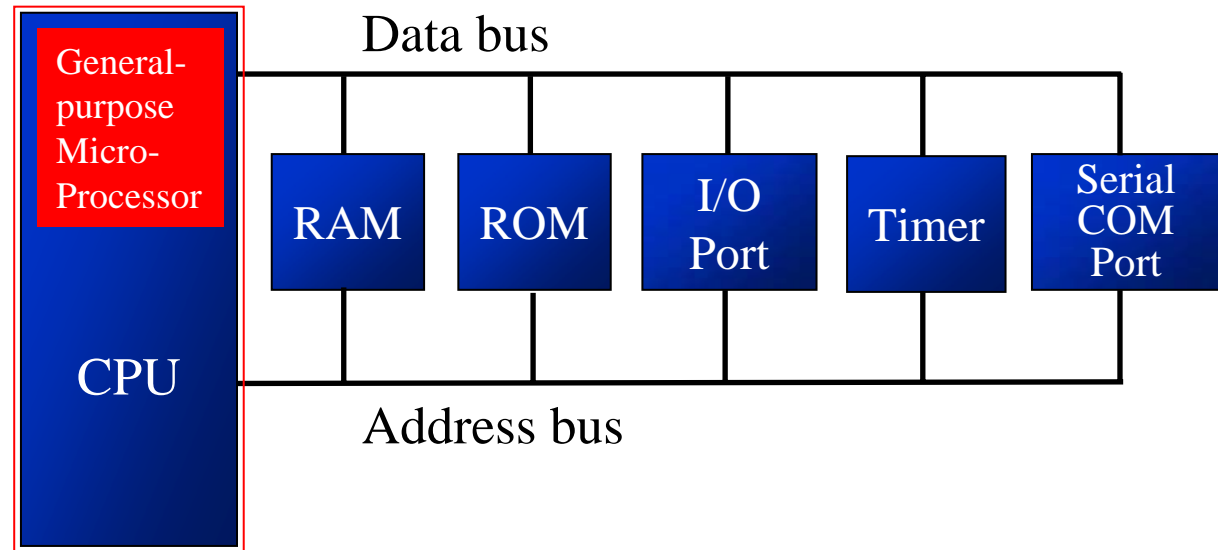 Data bus
General-
purpose
Micro-
Processor
CPU
RAM
ROM
I/O
Port
Timer
Serial
COM
Port
Address bus